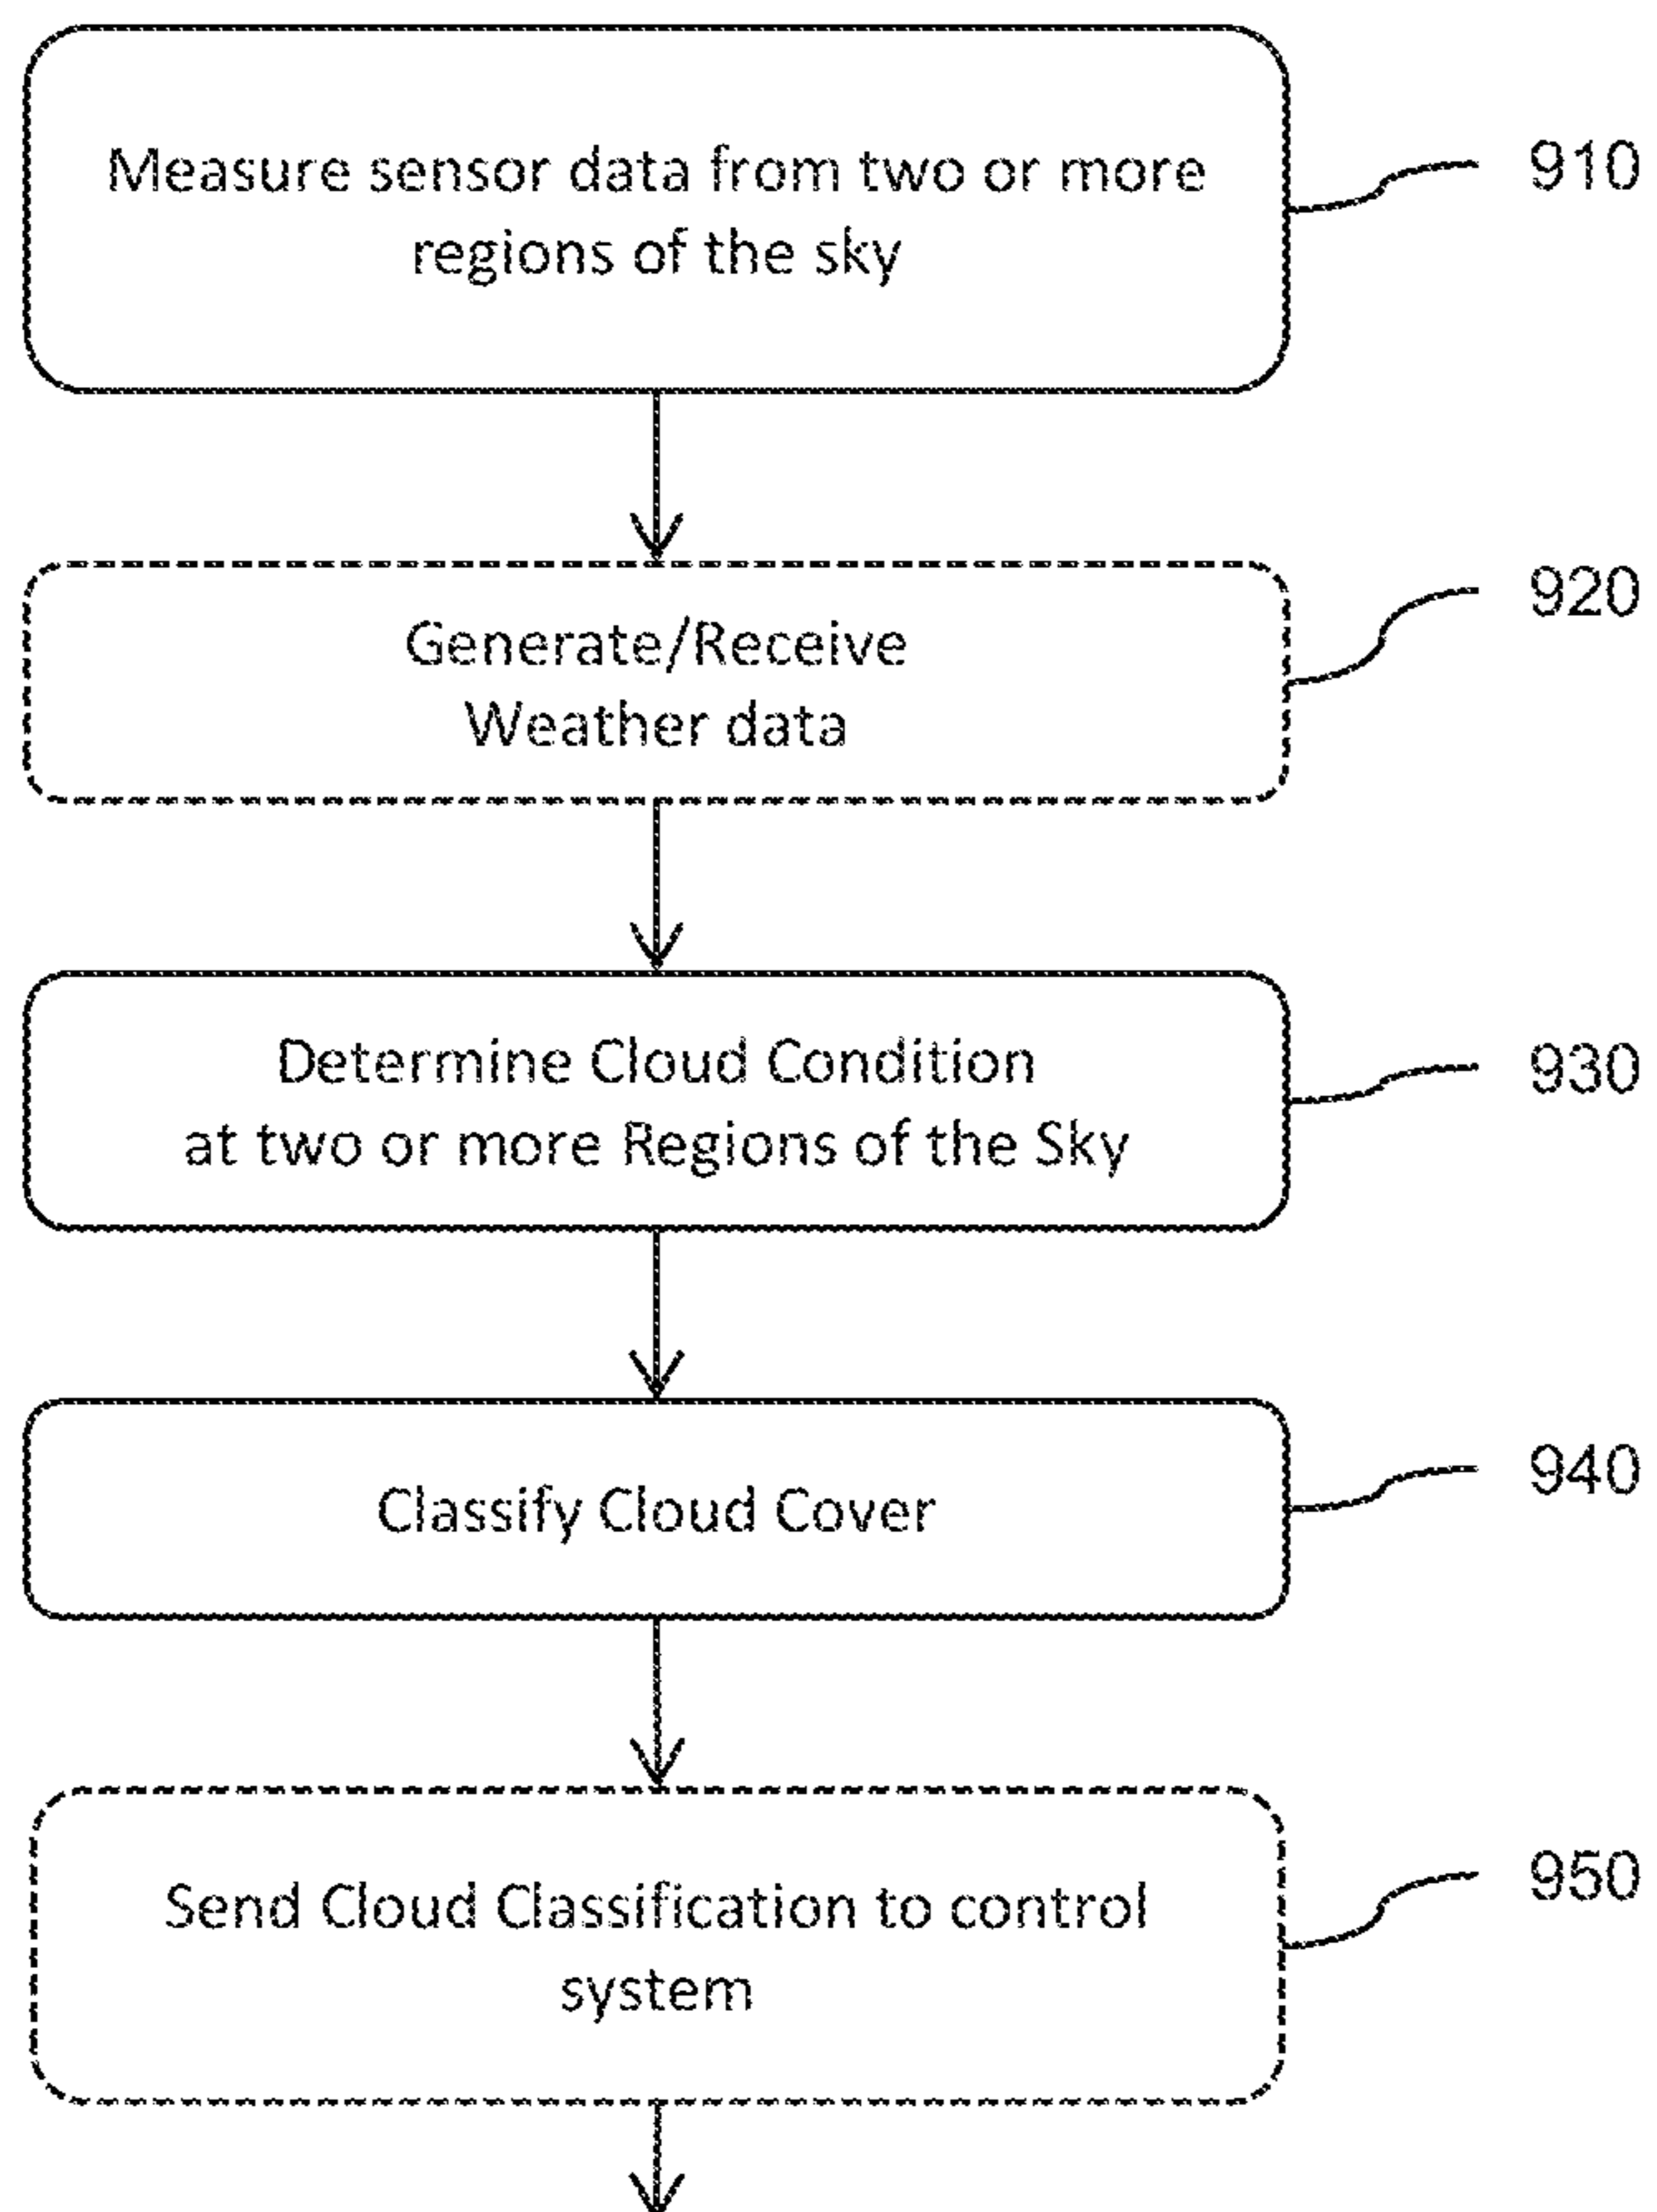 Measure sensor data from two or more
regions of the sky
910
Generate/Receive
Weather data
920
Determine Cloud Condition
at two or more Regions of the Sky
930
Classify Cloud Cover
940
Send Cloud Classification to control
system
950